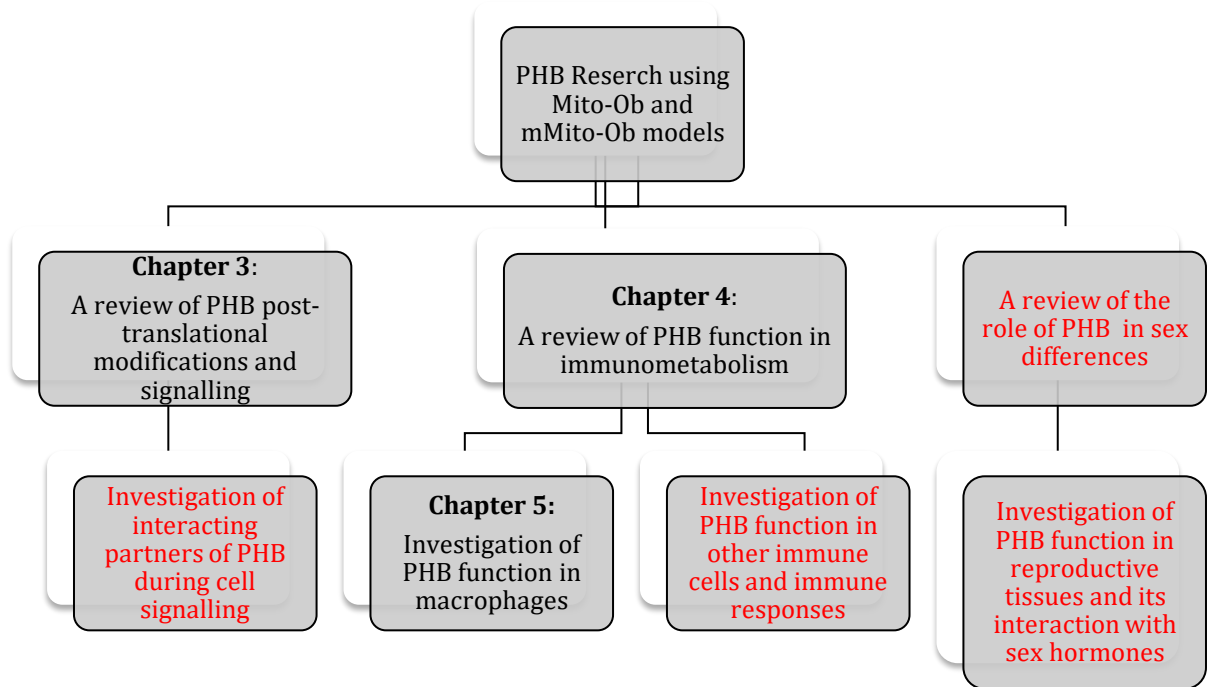 PHB Reserch using
Mito-Ob and
mMito-Ob models
Chapter 3:
A review of PHB post-
translational
modifications and
signalling
Chapter 4:
A review of PHB function in
immunometabolism
A review of the
role of PHB in sex
differences
Investigation of
interacting
partners of PHB
during cell
signalling
Chapter 5:
Investigation of
PHB function in
macrophages
Investigation of
PHB function in
other immune
cells and immune
responses
Investigation of
PHB function in
reproductive
tissues and its
interaction with
sex hormones